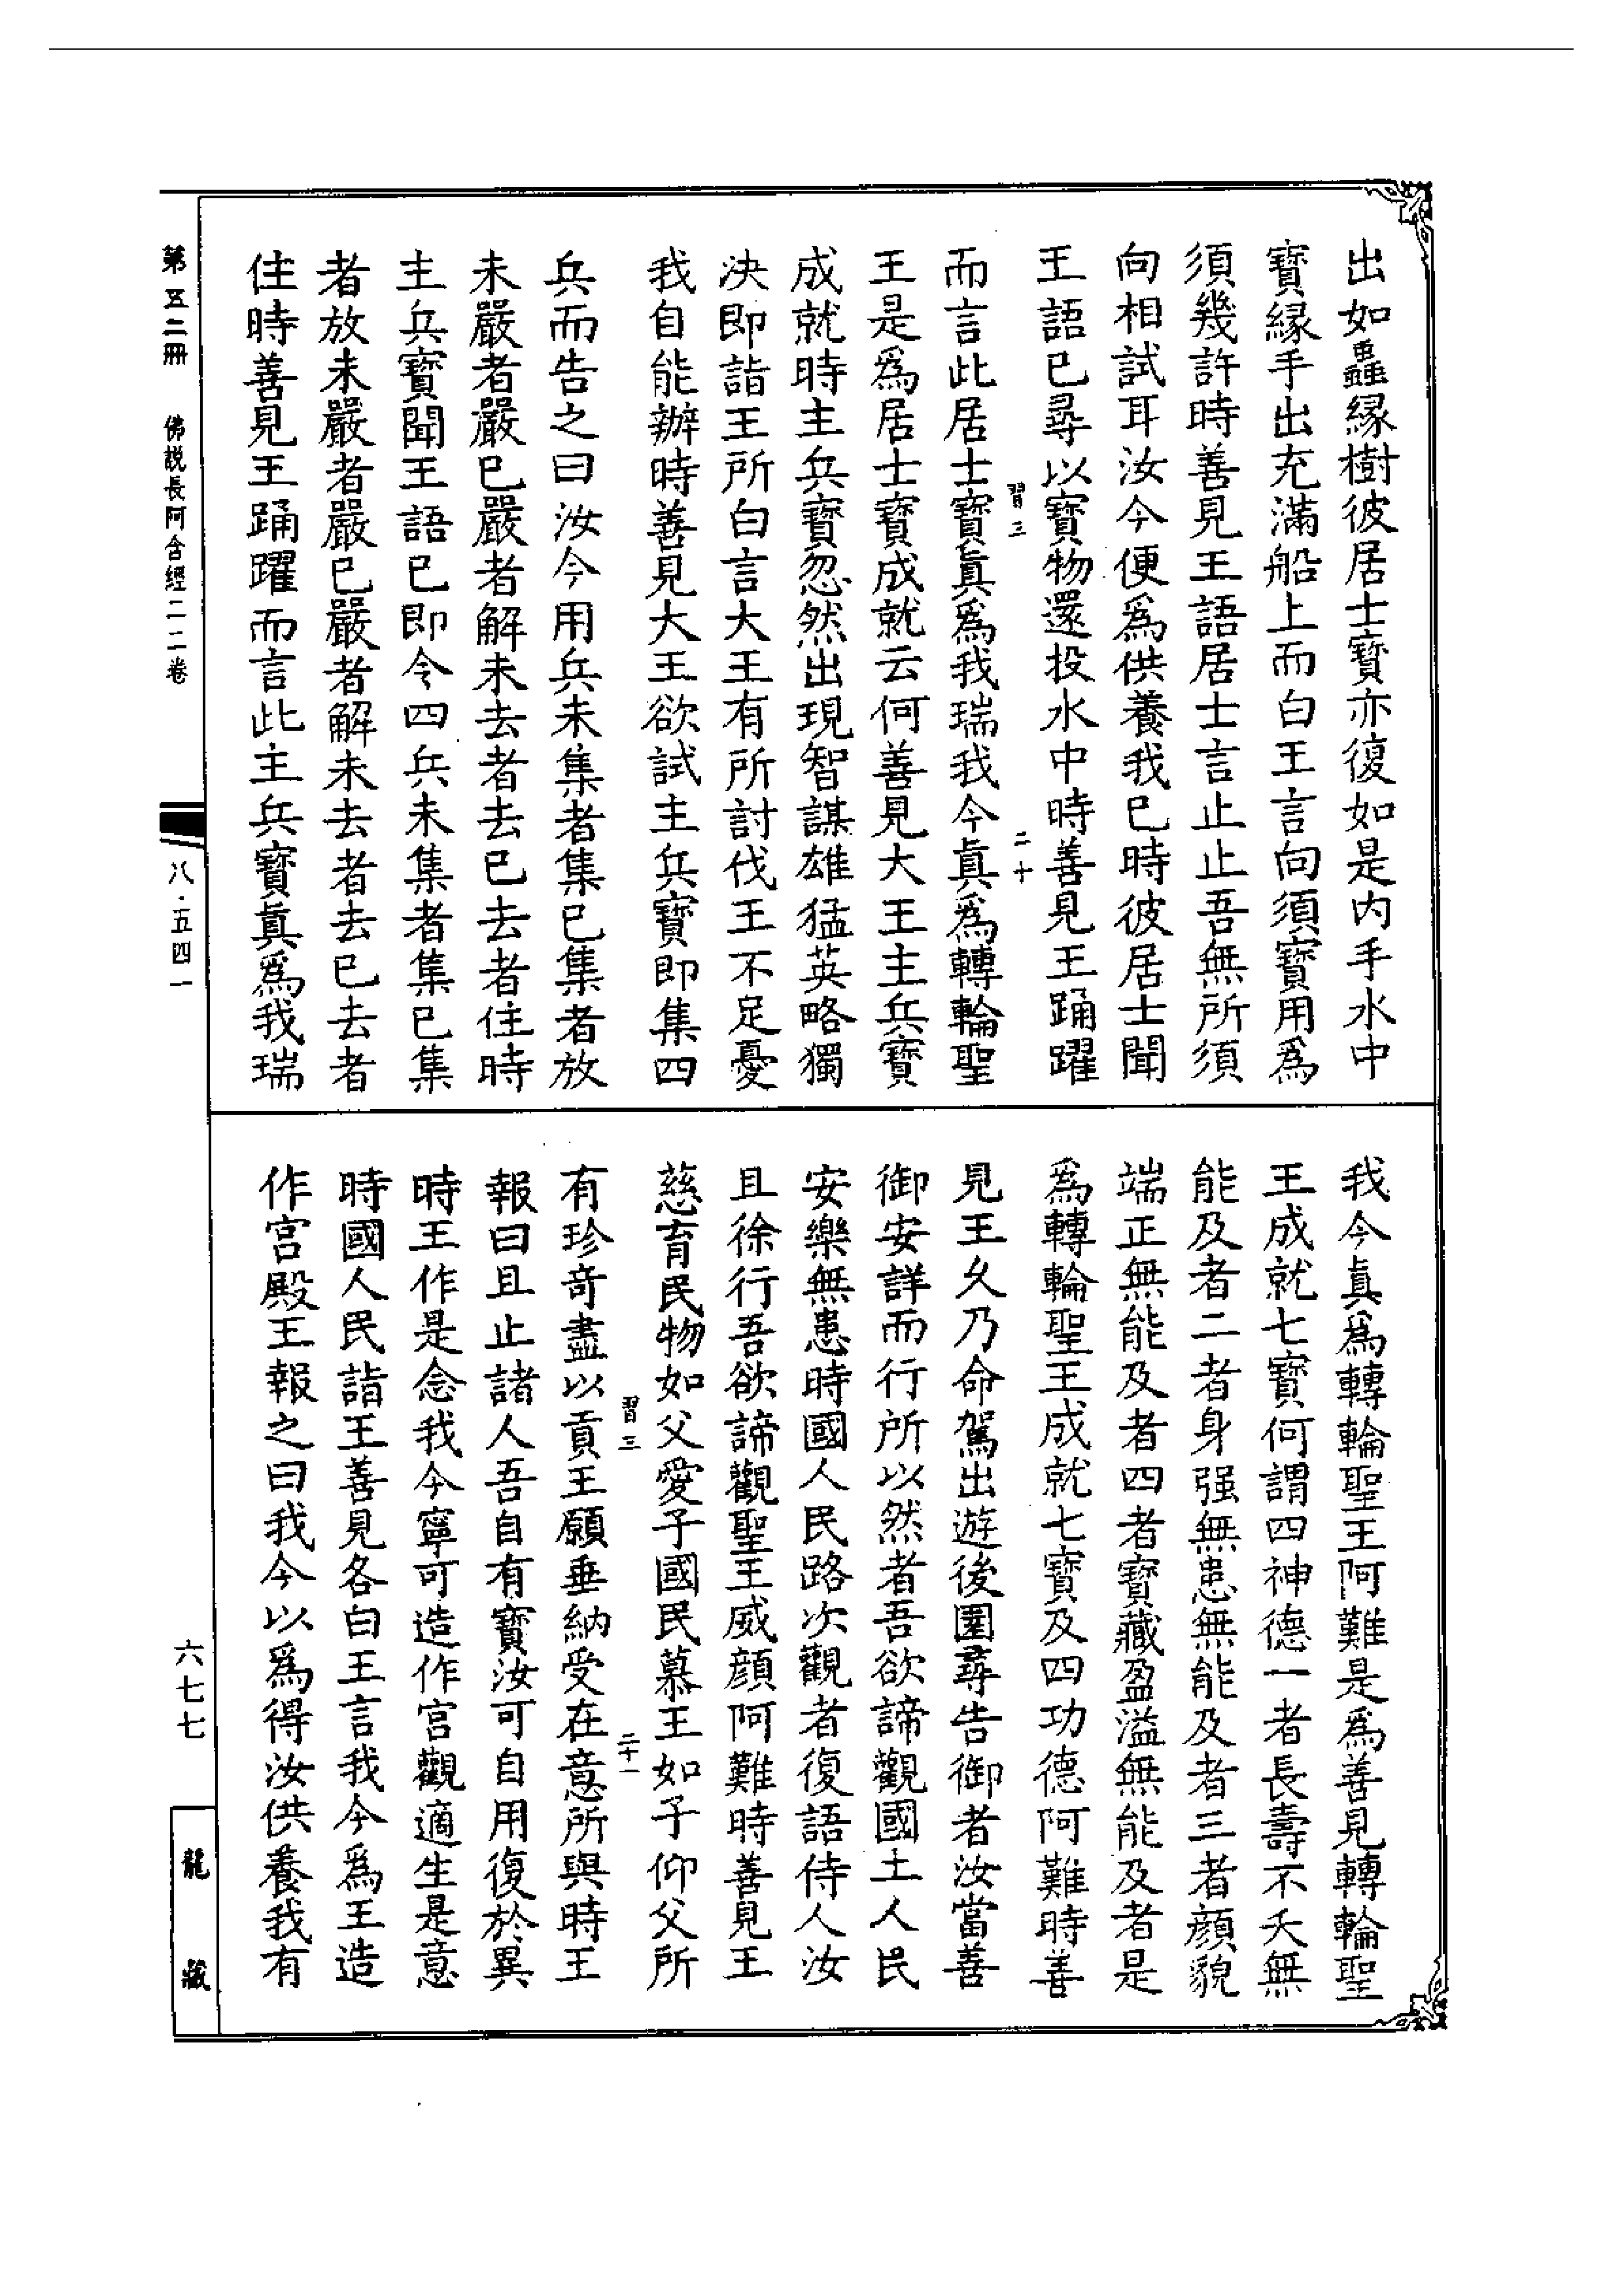 出如蟲緣樹彼居士寶亦復如是內手水中
寶緣手出充滿船上而白王言向須寶用爲
須幾許時善見王語居士言止止吾無所須
向相試耳汝今便爲供養我已時彼居士聞
王語已尋以寶物還投水中時善見王踊躍
習三 二十
而言此居士寶眞爲我瑞我今眞爲轉輪聖
王是爲居士寶成就云何善見大王主兵寶
成就時主兵寶忽然出現智謀雄猛英略獨
决即詣王所白言大王有所討伐王不足憂
我自能辦時善見大王欲試主兵寶即集四
兵而告之曰汝今用兵未集者集已集者放
未嚴者嚴已嚴者解未去者去已去者住時
主兵寶聞王語已即令四兵未集者集已集
者放未嚴者嚴已嚴者解未去者去已去者
住時善見王踊躍而言此主兵寶眞爲我瑞
我今眞爲轉輪聖王阿難是爲善見轉輪聖
王成就七寶何謂四神德一者長壽不夭無
能及者二者身强無患無能及者三者顏貌
端正無能及者四者寶藏盈溢無能及者是
爲轉輪聖王成就七寶及四功德阿難時善
見王久乃命駕出遊後園尋告御者汝當善
御安詳而行所以然者吾欲諦觀國土人民
安樂無患時國人民路次觀者復語侍人汝
且徐行吾欲諦觀聖王威顏阿難時善見王
慈育民物如父愛子國民慕王如子仰父所
習三 二十一
有珍奇盡以貢王願垂納受在意所與時王
報曰且止諸人吾自有寶汝可自用復於異
時王作是念我今寧可造作宮觀適生是意
時國人民詣王善見各白王言我今爲王造
作宮殿王報之曰我今以爲得汝供養我有
第五二冊 佛説長阿含經二二卷
八·五四一
六七七
龍藏